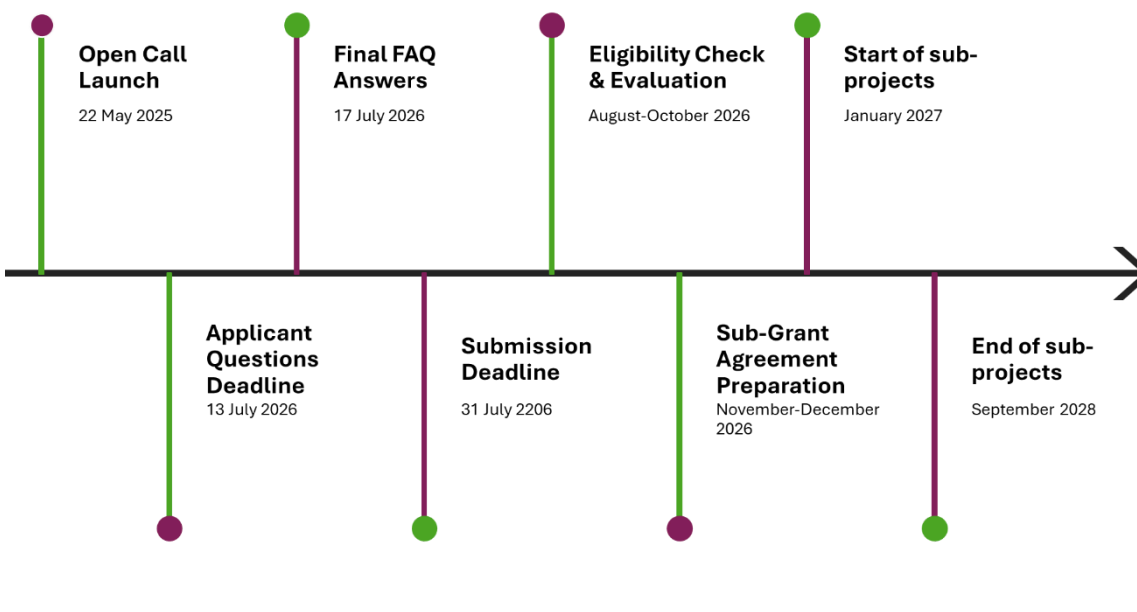 Open Call
Launch
22 May 2025
Final FAQ
Answers
17 July 2026
Eligibility Check
& Evaluation
August-October 2026
Start of sub-
projects
January 2027
Applicant
Questions
Deadline
13 July 2026
Submission
Deadline
31 July 2206
Sub-Grant
Agreement
Preparation
November-December
2026
End of sub-
projects
September 2028